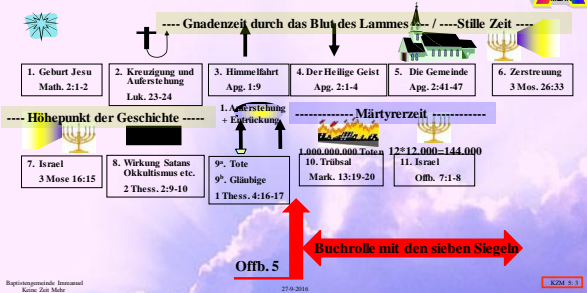 ---- Gnadenzeit durch das Blut des Lammes ---- / ----Stille Zeit ----
1. Geburt Jesu
Math. 2:1-2
2. Kreuzigung und
Auferstehung
Luk. 23-24
3. Himmelfahrt
Apg. 1:9
4. Der Heilige Geist
Apg. 2:1-4
5. Die Gemeinde
Apg. 2:41-47
6. Zerstreuung
3 Mos. 26:33
---- Höhepunkt der Geschichte -----
1. Auferstehung
+ Entrückung
--------------- Märtyrerzeit ------------
7. Israel
3 Mose 16:15
8. Wirkung Satans
Okkultismus etc.
2 Thess. 2:9-10
9ª. Tote
9ᵇ. Gläubige
1 Thess. 4:16-17
1.000.000.000 Toten
10. Trübsal
Mark. 13:19-20
12*12.000=144.000
11. Israel
Offb. 7:1-8
Buchrolle mit den sieben Siegeln
Offb. 5
Baptistengemeinde Immanuel
Keine Zeit Mehr
27-9-2016
KZM 5: 3